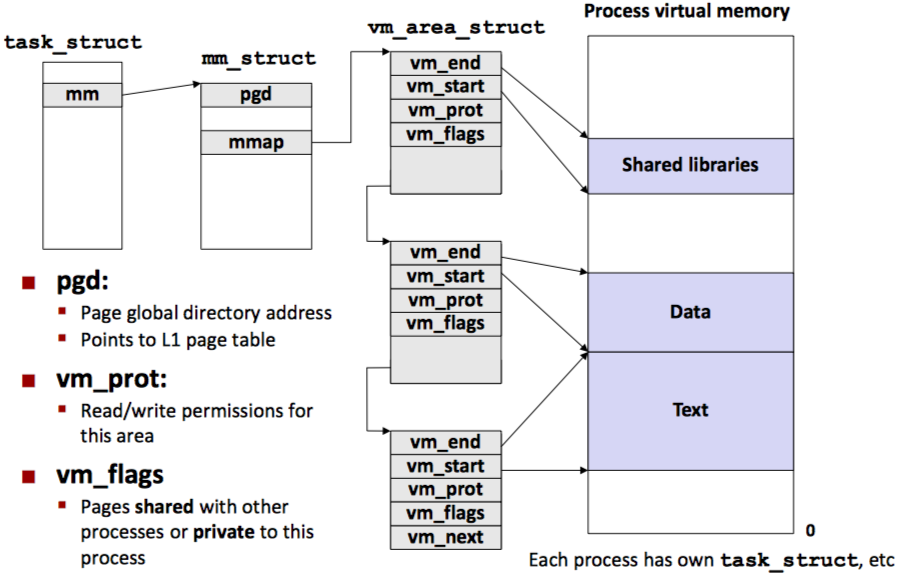 Process virtual memory
vm_area_struct
task_struct
mm_struct
mm
pgd
mmap
vm_end
vm_start
vm_prot
vm_flags
Shared libraries
vm_end
vm_start
vm_prot
vm_flags
Data
Text
vm_end
vm_start
vm_prot
vm_flags
vm_next
0
pgd:
Page global directory address
Points to L1 page table
vm_prot:
Read/write permissions for
this area
vm_flags
Pages shared with other
processes or private to this
process
Each process has own task_struct, etc